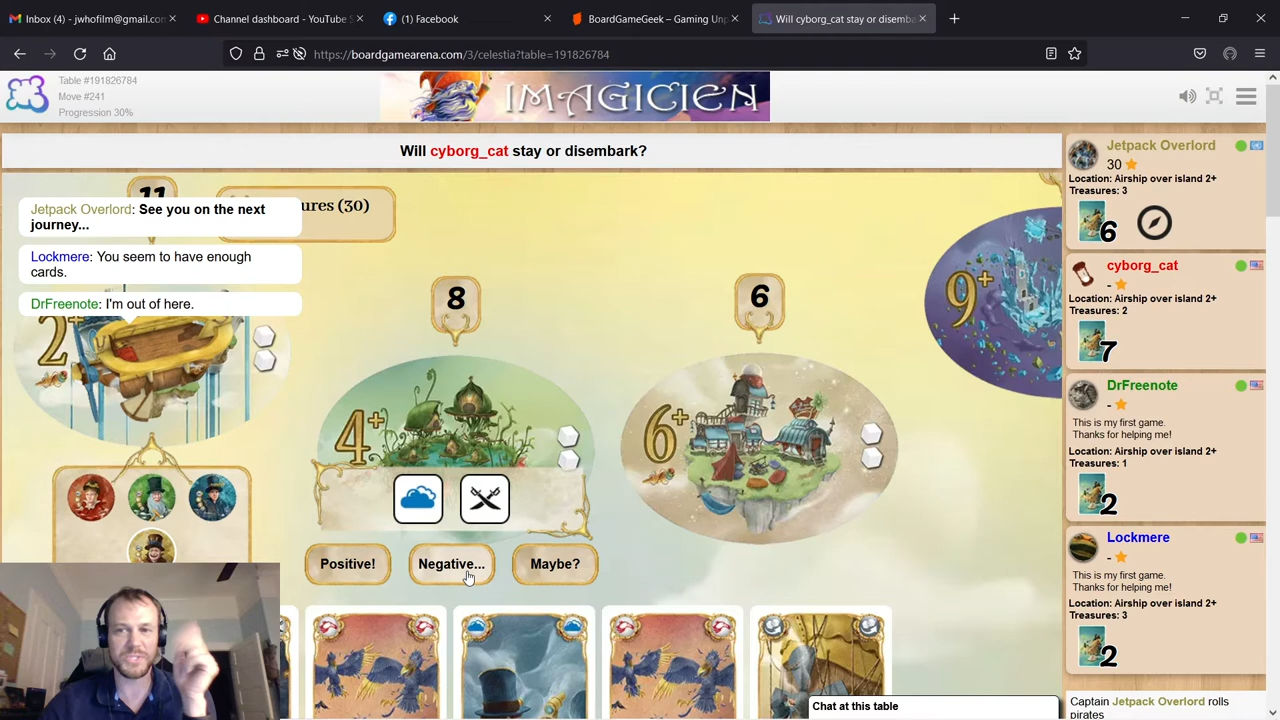 Inbox (4) - jwhofilm@gmail.com
Channel dashboard - YouTube S
(1) Facebook
BoardGameGeek – Gaming Unp
Will cyborg_cat stay or disemba
https://boardgamearena.com/3/celestia?table=191826784
Table #191826784
Move #241
Progression 30%
IMAGICIEN
Will cyborg_cat stay or disembark?
11
ures (30)
Jetpack Overlord: See you on the next
journey...
Lockmere: You seem to have enough
cards.
DrFreenote: I'm out of here.
8
6
9+
2+
4+
6+
Positive!
Negative...
Maybe?
Jetpack Overlord
30
Location: Airship over island 2+
Treasures: 3
6
cyborg_cat
-
Location: Airship over island 2+
Treasures: 2
7
DrFreenote
-
This is my first game.
Thanks for helping me!
Location: Airship over island 2+
Treasures: 1
2
Lockmere
-
This is my first game.
Thanks for helping me!
Location: Airship over island 2+
Treasures: 3
2
Captain Jetpack Overlord rolls
pirates
Chat at this table